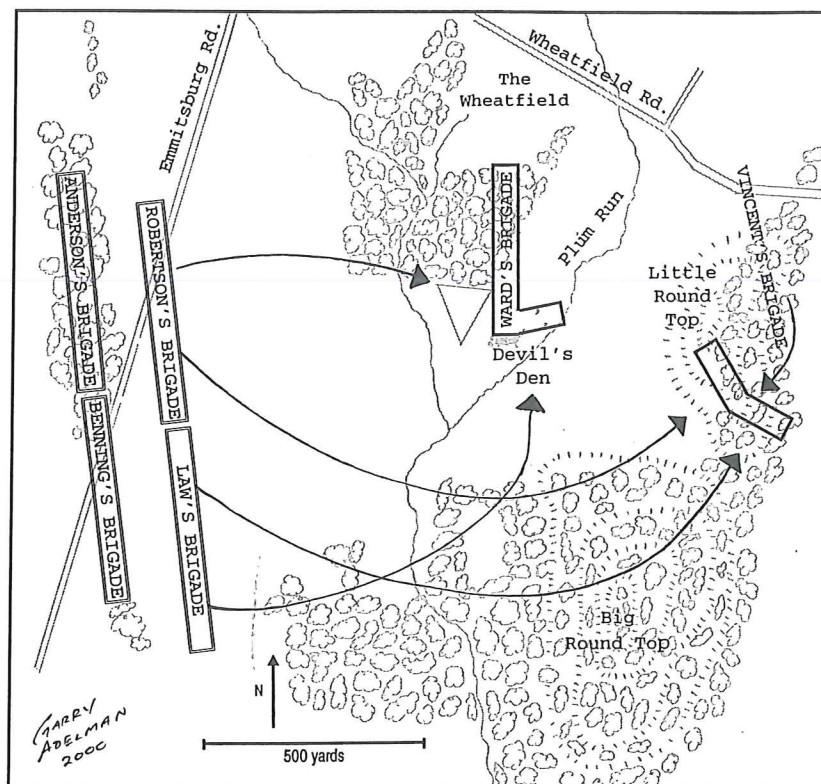 Emmitsburg Rd.
Wheatfield Rd.
The
Wheatfield
ANDERSON'S BRIGADE
ROBERTSON'S BRIGADE
WARD'S BRIGADE
Plum Run
VINCENT'S BRIGADE
Little
Round
Top
Devil's
Den
BENNING'S BRIGADE
LAW'S BRIGADE
Big
Round Top
N
500 yards
GARRY
ADELMAN
2000